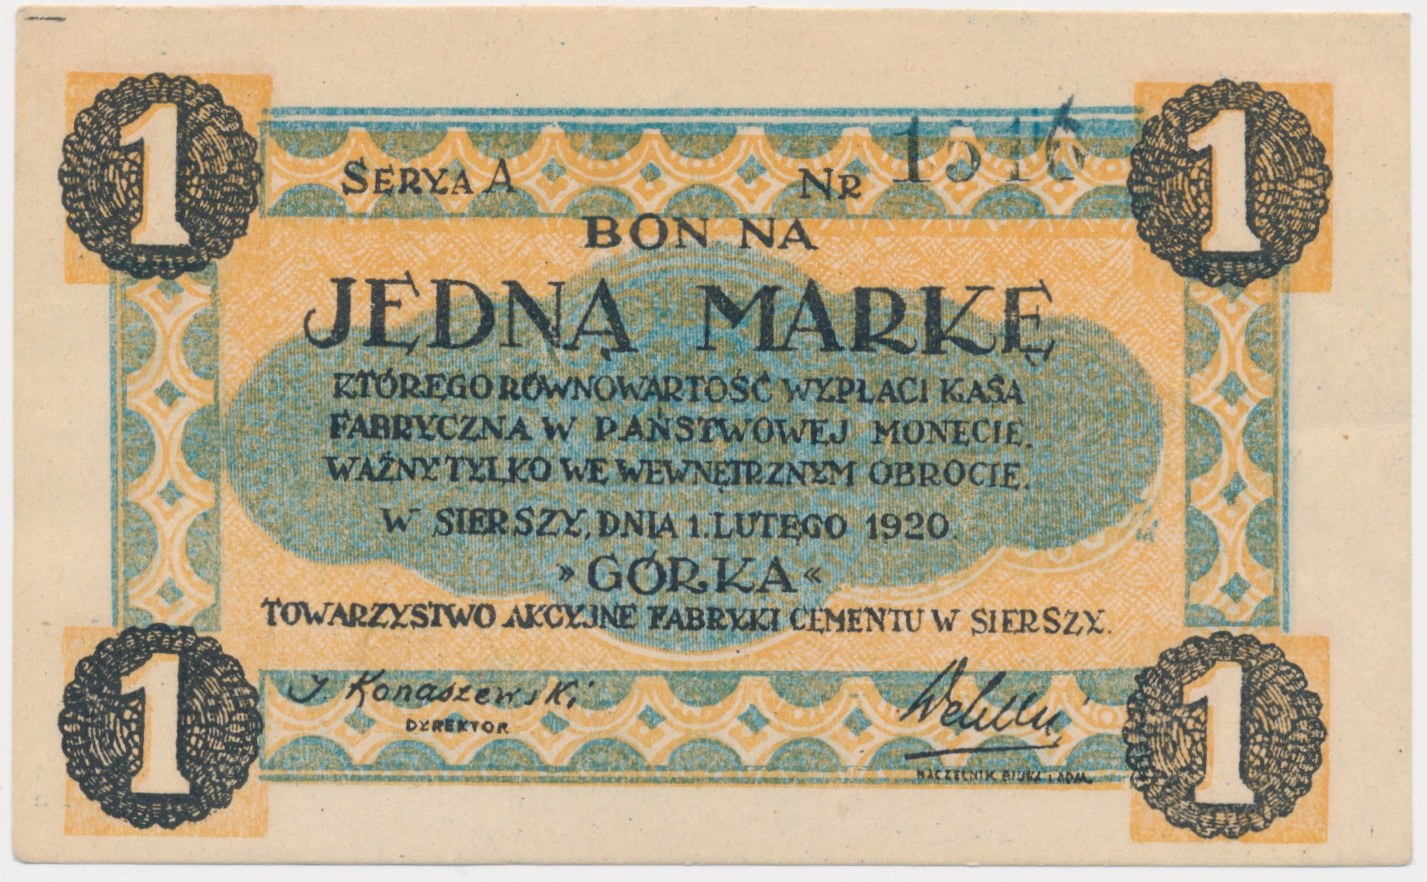 1 1
SERYA A NR 1516
BON NA
JEDNĄ MARKĘ
KTÓREGO RÓWNOWARTOŚĆ WYPŁACI KASA
FABRYCZNA W PAŃSTWOWEJ MONECIE.
WAŻNY TYLKO WE WEWNĘTRZNYM OBROCIE.
W SIERSZY, DNIA 1. LUTEGO 1920.
»GÓRKA«
TOWARZYSTWO AKCYJNE FABRYKI CEMENTU W SIERSZY.
J. Konaszewski
DYREKTOR
NACZELNIK BIURA I ADM.
1 1